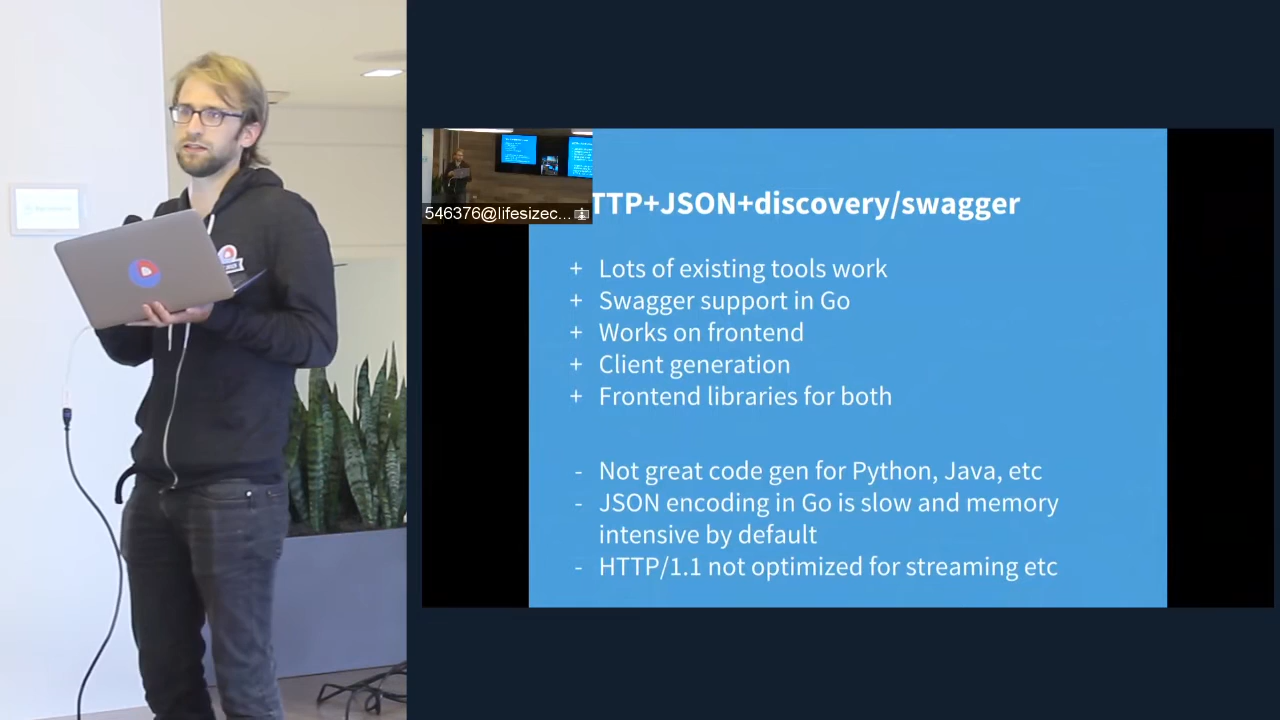 546376@lifesizec...
TTP+JSON+discovery/swagger
+ Lots of existing tools work
+ Swagger support in Go
+ Works on frontend
+ Client generation
+ Frontend libraries for both
- Not great code gen for Python, Java, etc
- JSON encoding in Go is slow and memory
intensive by default
- HTTP/1.1 not optimized for streaming etc